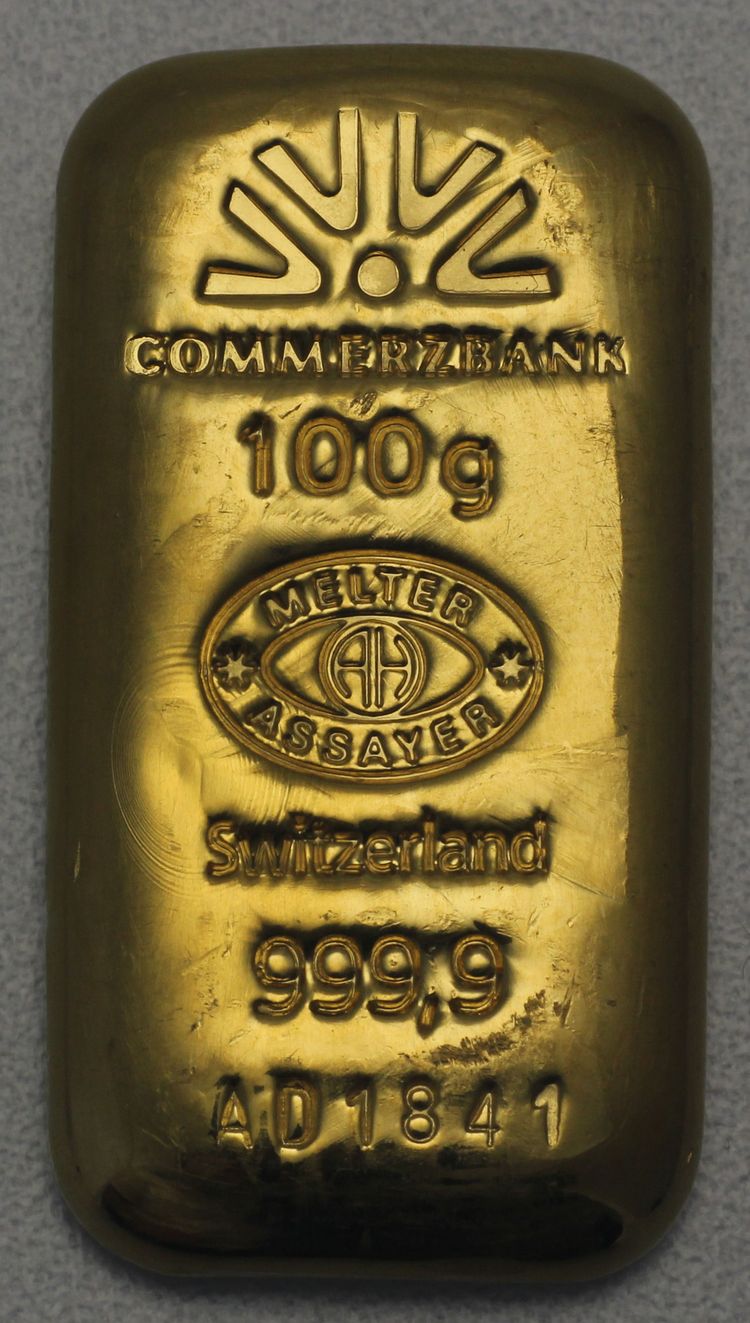 COMMERZBANK
100g
MELTER
AH
ASSAYER
Switzerland
999,9
AD1841